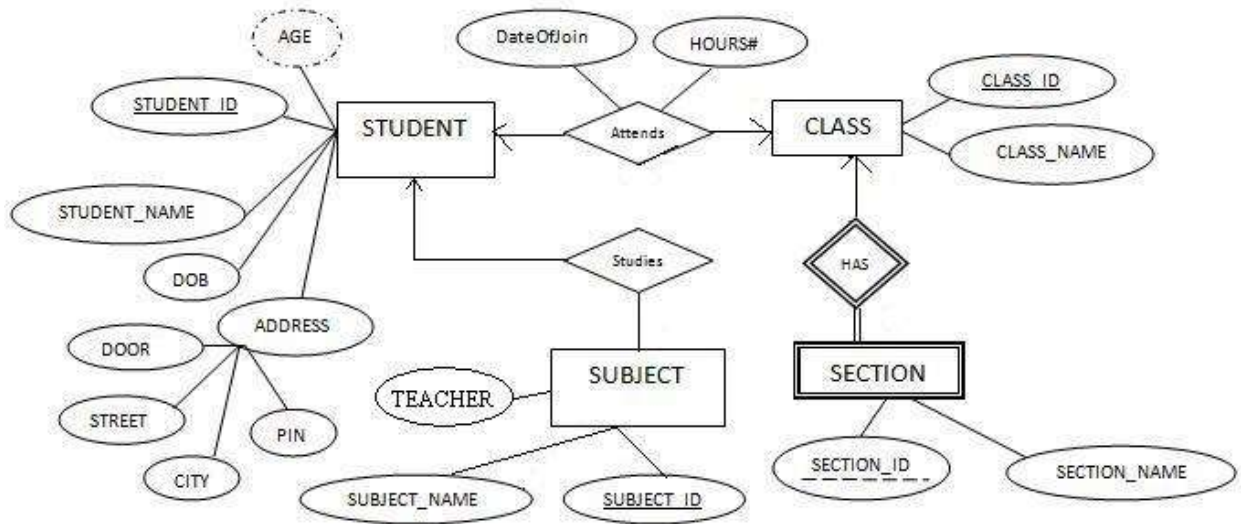 AGE
DateOfJoin
HOURS#
STUDENT_ID
CLASS_ID
STUDENT
Attends
CLASS
CLASS_NAME
STUDENT_NAME
DOB
Studies
HAS
ADDRESS
DOOR
SUBJECT
SECTION
TEACHER
STREET
PIN
CITY
SECTION_ID
SECTION_NAME
SUBJECT_NAME
SUBJECT_ID